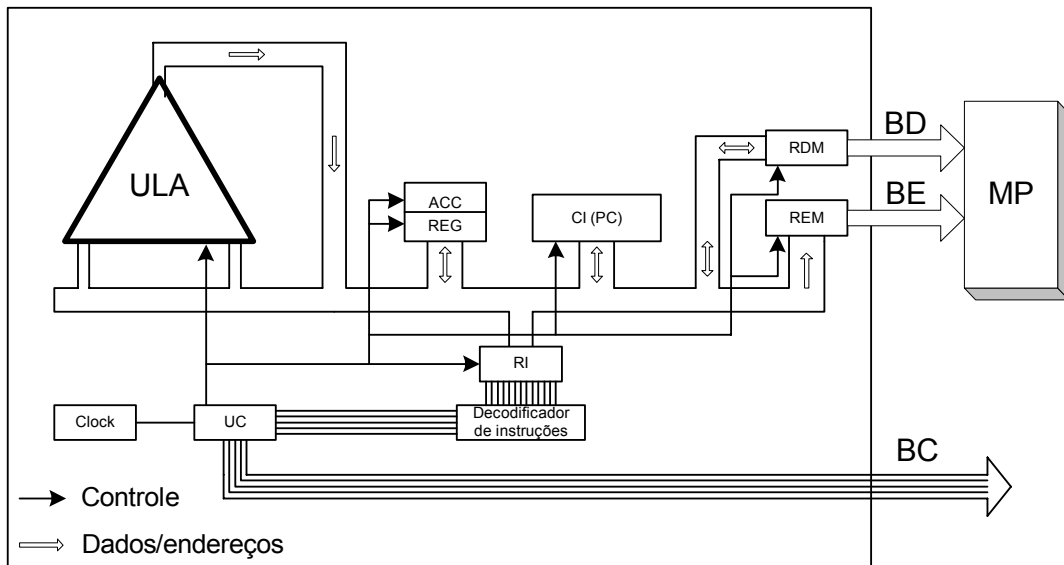 ULA
ACC
REG
CI (PC)
RDM
REM
BD
BE
MP
RI
Clock
UC
Decodificador
de instruções
BC
Controle
Dados/endereços